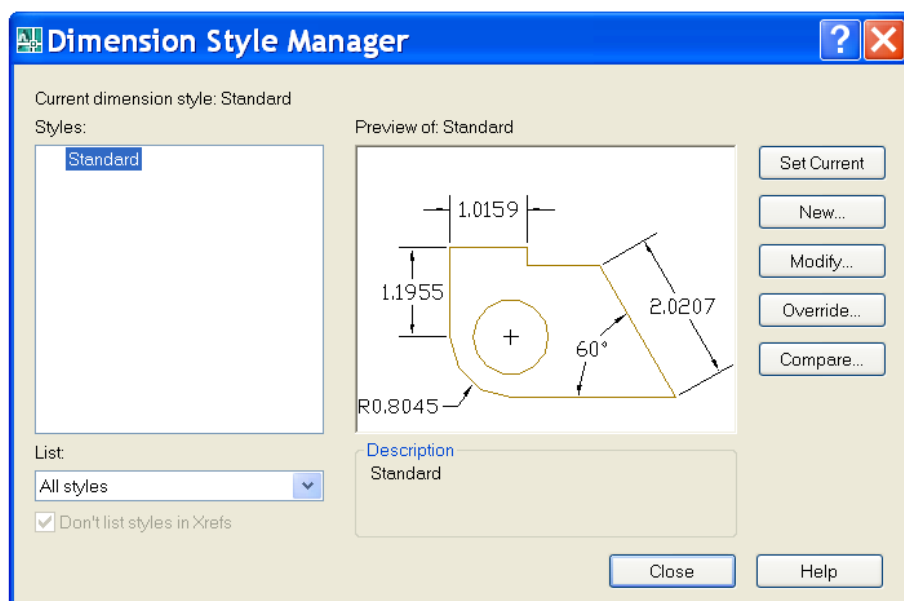 Dimension Style Manager
Current dimension style: Standard
Styles:
Standard
Preview of: Standard
1.0159
1.1955
2.0207
60°
R0.8045
Set Current
New...
Modify...
Override...
Compare...
List:
All styles
Don't list styles in Xrefs
Description
Standard
Close
Help